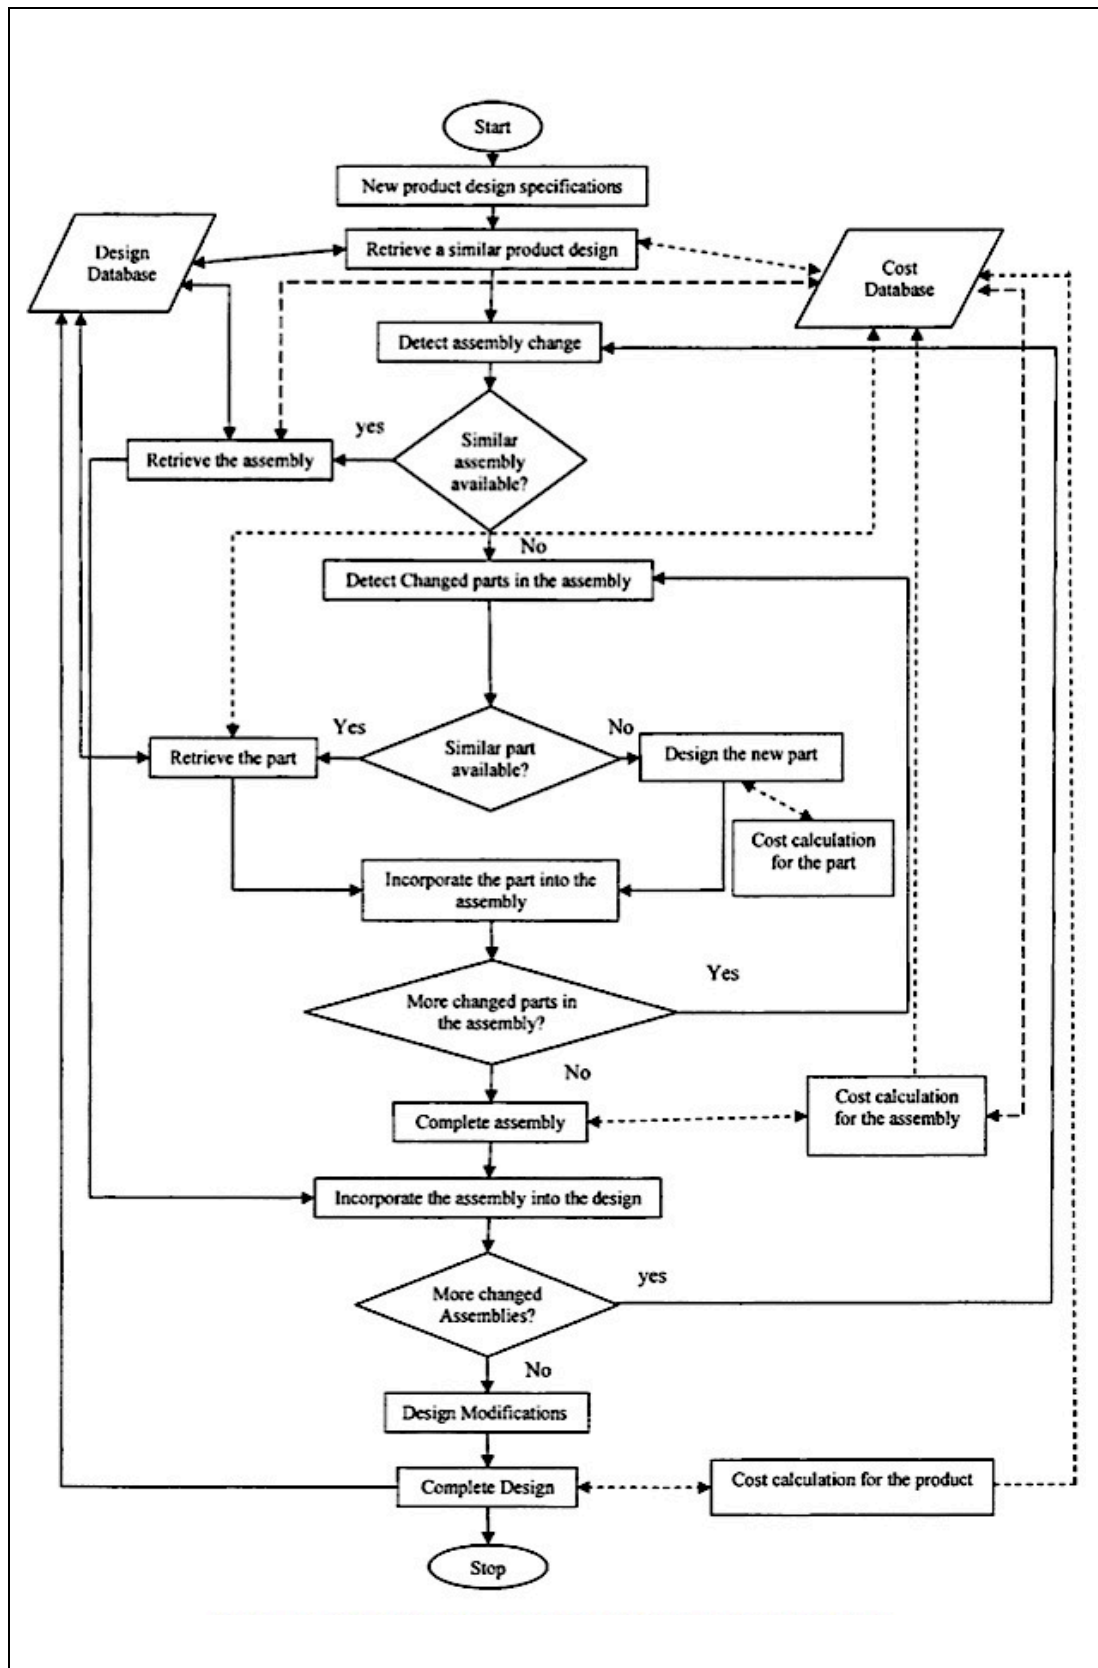 Start
New product design specifications
Design
Database
Retrieve a similar product design
Cost
Database
Detect assembly change
yes
Similar
assembly
available?
Retrieve the assembly
No
Detect Changed parts in the assembly
Yes
Similar part
available?
No
Retrieve the part
Design the new part
Cost calculation
for the part
Incorporate the part into the
assembly
More changed parts in
the assembly?
Yes
No
Complete assembly
Cost calculation
for the assembly
Incorporate the assembly into the design
More changed
Assemblies?
yes
No
Design Modifications
Complete Design
Cost calculation for the product
Stop